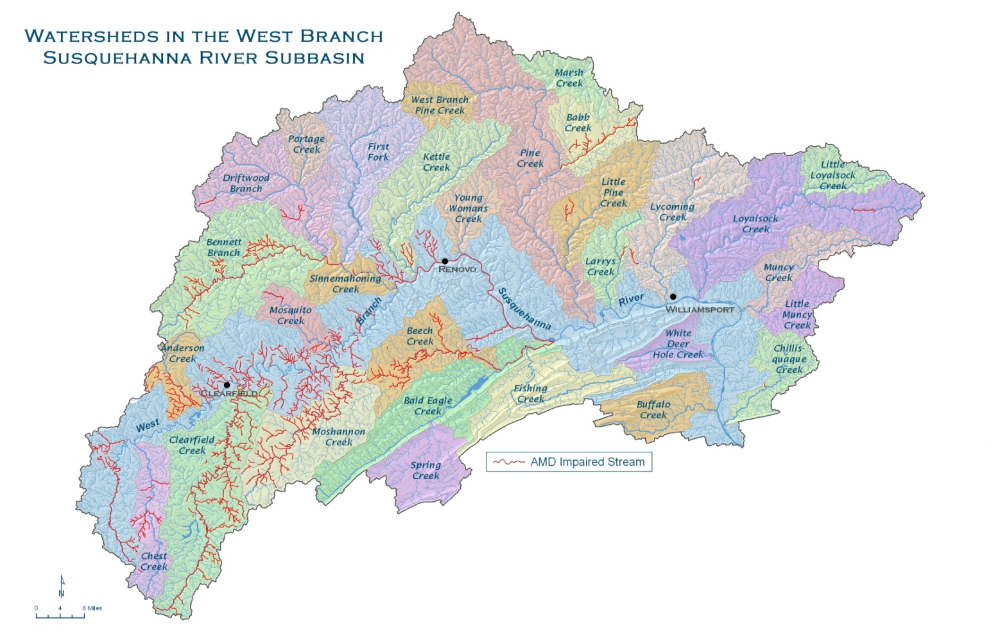 WATERSHEDS IN THE WEST BRANCH
SUSQUEHANNA RIVER SUBBASIN
Marsh
Creek
West Branch
Pine Creek
Babb
Creek
Portage
Creek
First
Fork
Kettle
Creek
Pine
Creek
Driftwood
Branch
Little
Loyalsock
Creek
Little
Pine
Creek
Young
Womans
Creek
Lycoming
Creek
Loyalsock
Creek
Bennett
Branch
Larrys
Creek
Muncy
Creek
RENOVO
Sinnemahoning
Creek
Mosquito
Creek
Branch
Susquehanna
River
WILLIAMSPORT
Little
Muncy
Creek
Beech
Creek
White
Deer
Hole Creek
Anderson
Creek
Chillis-
quaque
Creek
CLEARFIELD
Bald Eagle
Creek
Fishing
Creek
Buffalo
Creek
West
Clearfield
Creek
Moshannon
Creek
Spring
Creek
AMD Impaired Stream
Chest
Creek
N
0 4 8 Miles